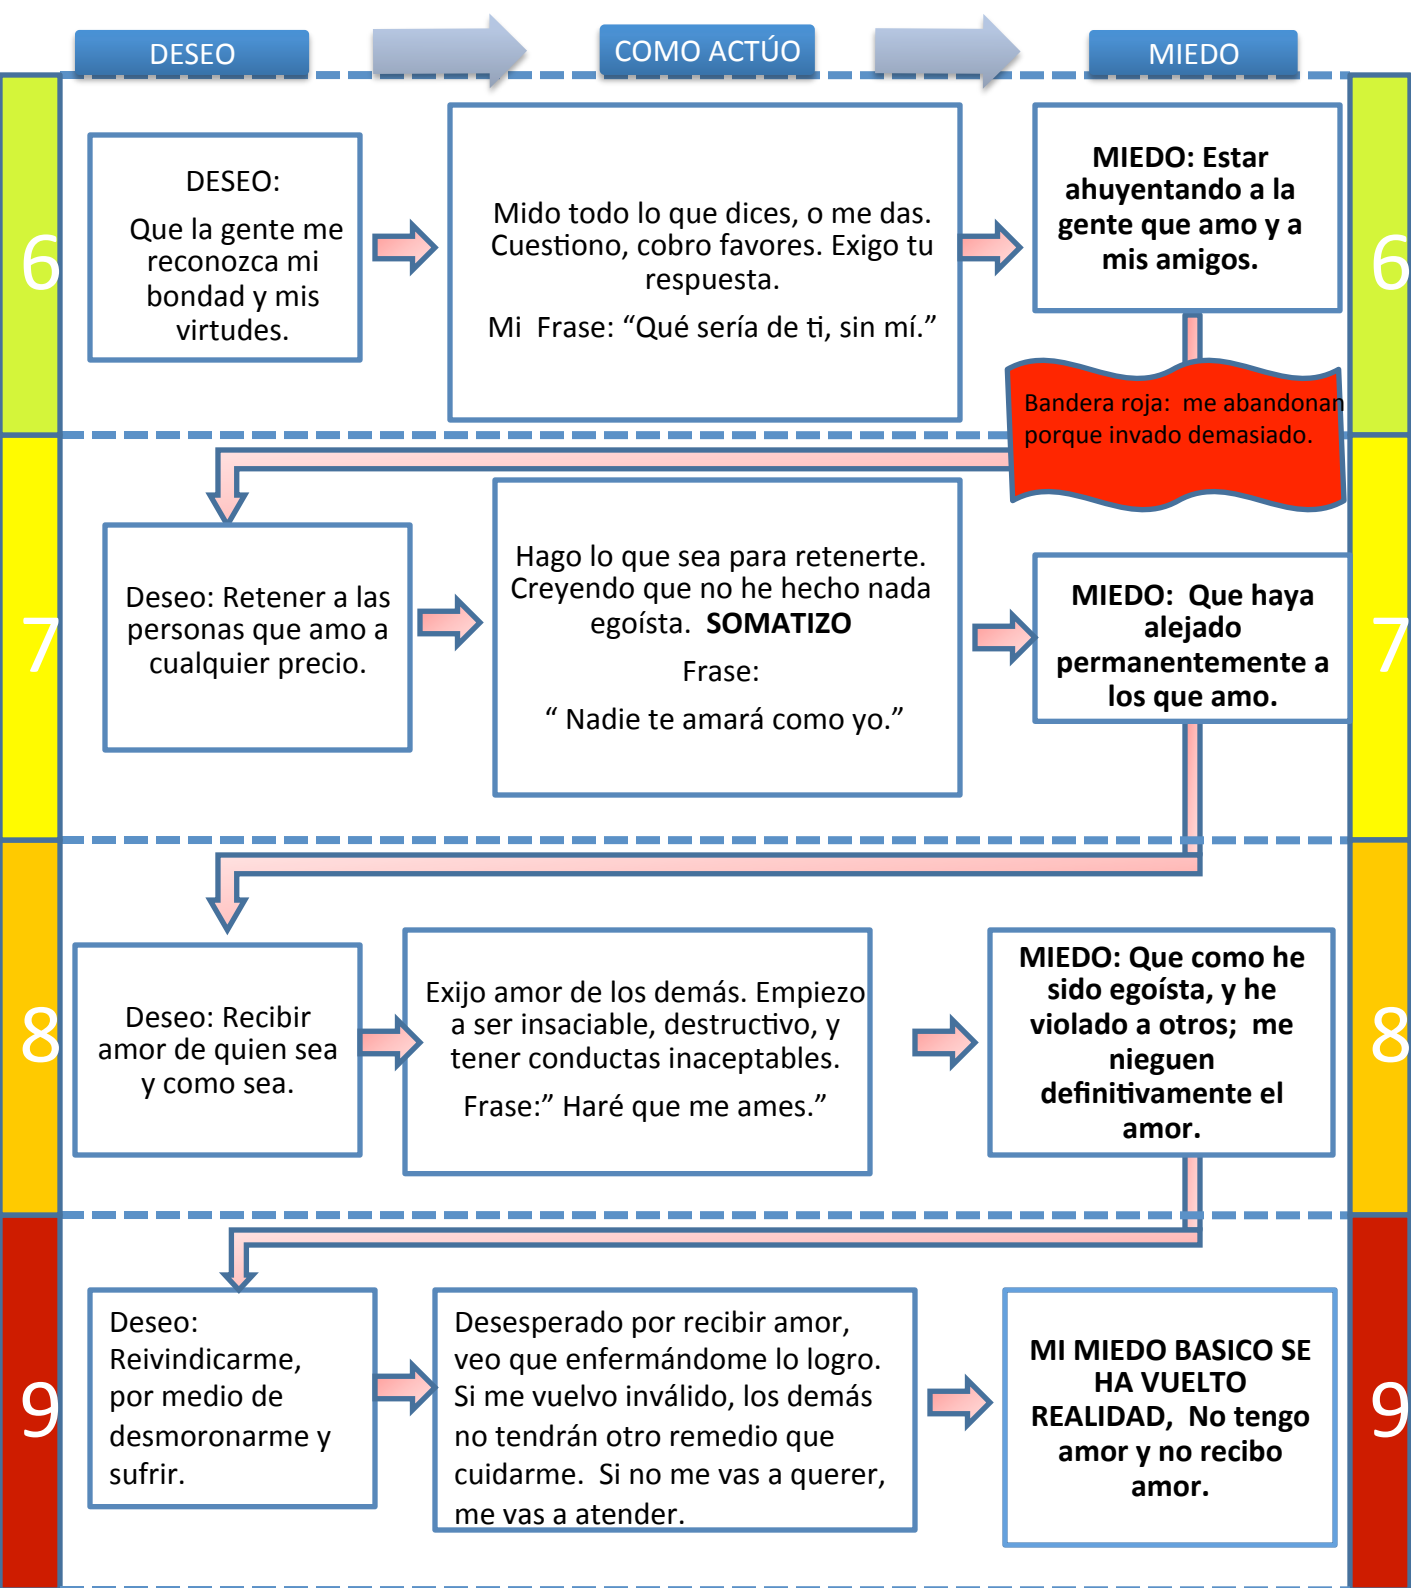 DESEO
COMO ACTÚO
MIEDO
6
DESEO:
Que la gente me
reconozca mi
bondad y mis
virtudes.
Mido todo lo que dices, o me das.
Cuestiono, cobro favores. Exigo tu
respuesta.
Mi Frase: “Qué sería de ti, sin mí.”
MIEDO: Estar
ahuyentando a la
gente que amo y a
mis amigos.
6
Bandera roja: me abandonan
porque invado demasiado.
7
Deseo: Retener a las
personas que amo a
cualquier precio.
Hago lo que sea para retenerte.
Creyendo que no he hecho nada
egoísta. SOMATIZO
Frase:
“ Nadie te amará como yo.”
MIEDO: Que haya
alejado
permanentemente a
los que amo.
7
8
Deseo: Recibir
amor de quien sea
y como sea.
Exijo amor de los demás. Empiezo
a ser insaciable, destructivo, y
tener conductas inaceptables.
Frase:” Haré que me ames.”
MIEDO: Que como he
sido egoísta, y he
violado a otros; me
nieguen
definitivamente el
amor.
8
9
Deseo:
Reivindicarme,
por medio de
desmoronarme y
sufrir.
Desesperado por recibir amor,
veo que enfermándome lo logro.
Si me vuelvo inválido, los demás
no tendrán otro remedio que
cuidarme. Si no me vas a querer,
me vas a atender.
MI MIEDO BASICO SE
HA VUELTO
REALIDAD, No tengo
amor y no recibo
amor.
9